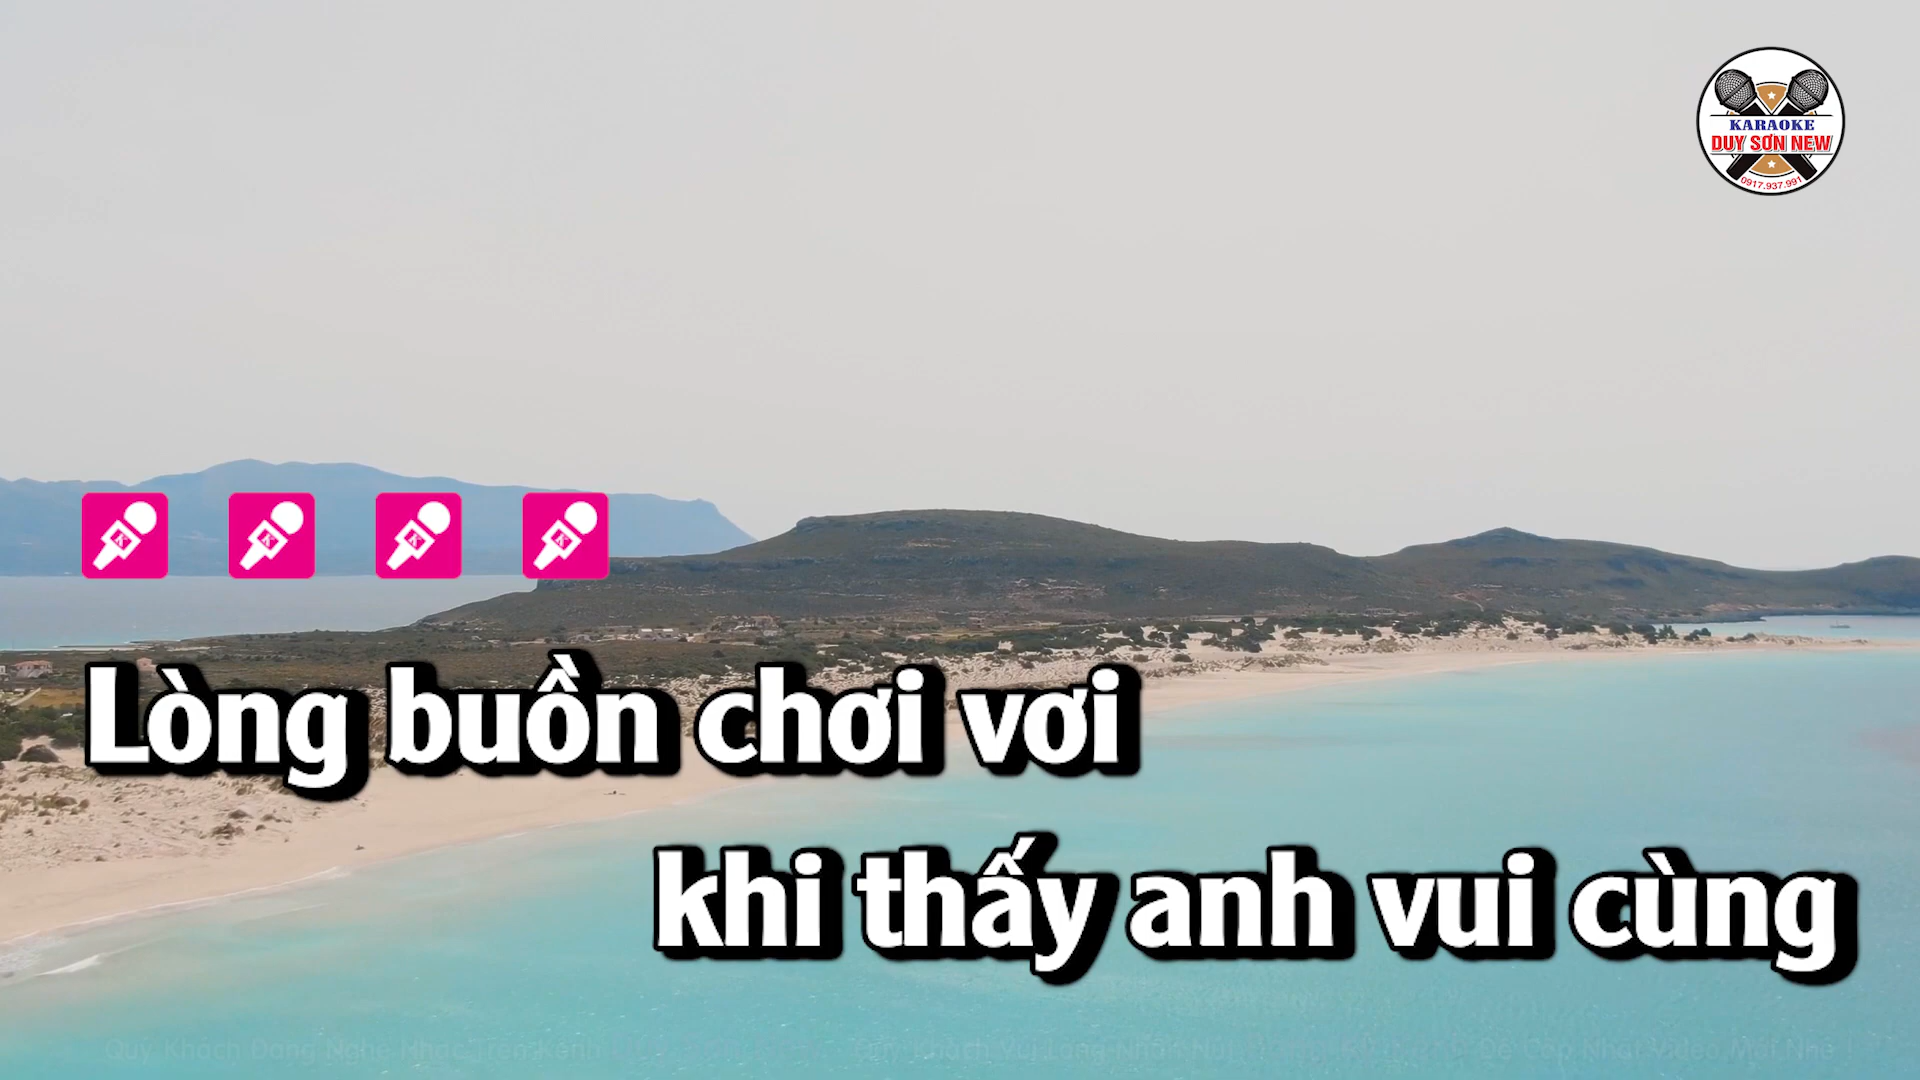 KARAOKE
DUY SƠN NEW
0917.937.991
Lòng buồn chơi vơi
khi thấy anh vui cùng